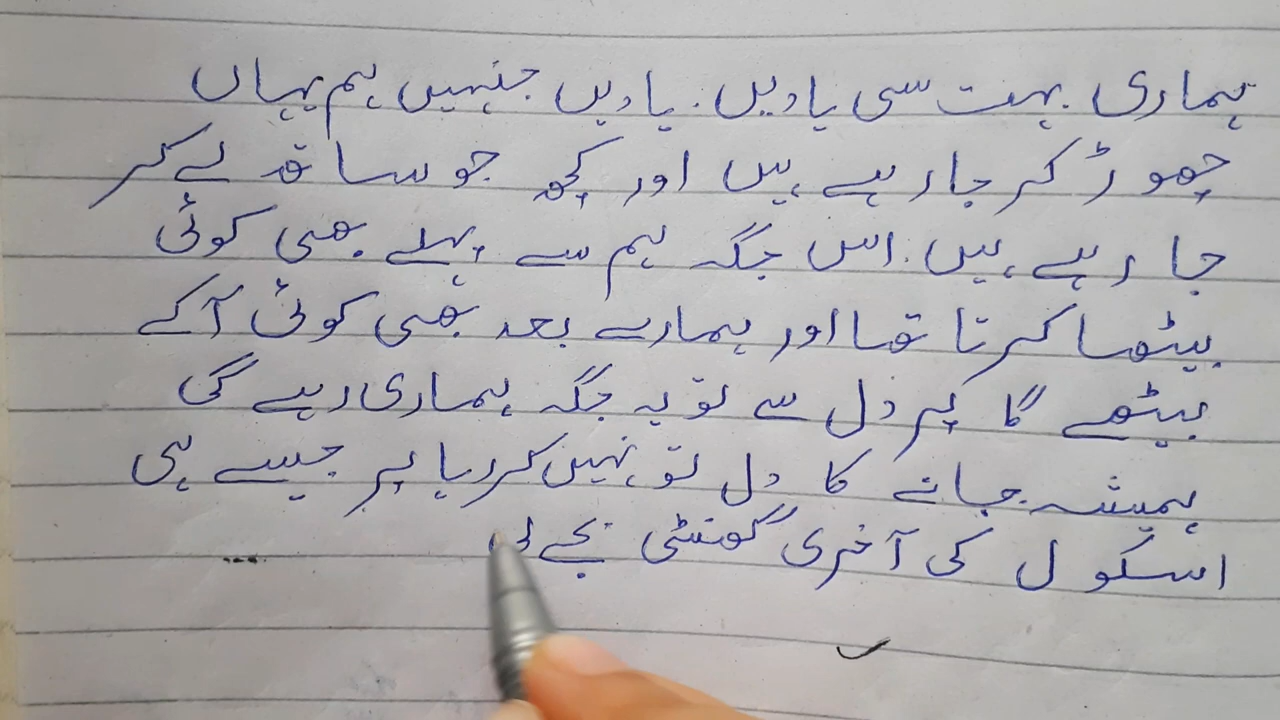 ہماری بہت سی یادیں. یادیں جنہیں ہم یہاں
چھوڑ کر جا رہے ہیں اور کچھ جو ساتھ لے کر
جا رہے ہیں. اس جگہ ہم سے پہلے بھی کوئی
بیٹھا کرتا تھا اور ہمارے بعد بھی کوئی آ کے
بیٹھے گا پر دل سے تو یہ جگہ ہماری رہے گی
ہمیشہ. جانے کا دل تو نہیں کر رہا پر جیسے ہی
اسکول کی آخری گھنٹی بجے